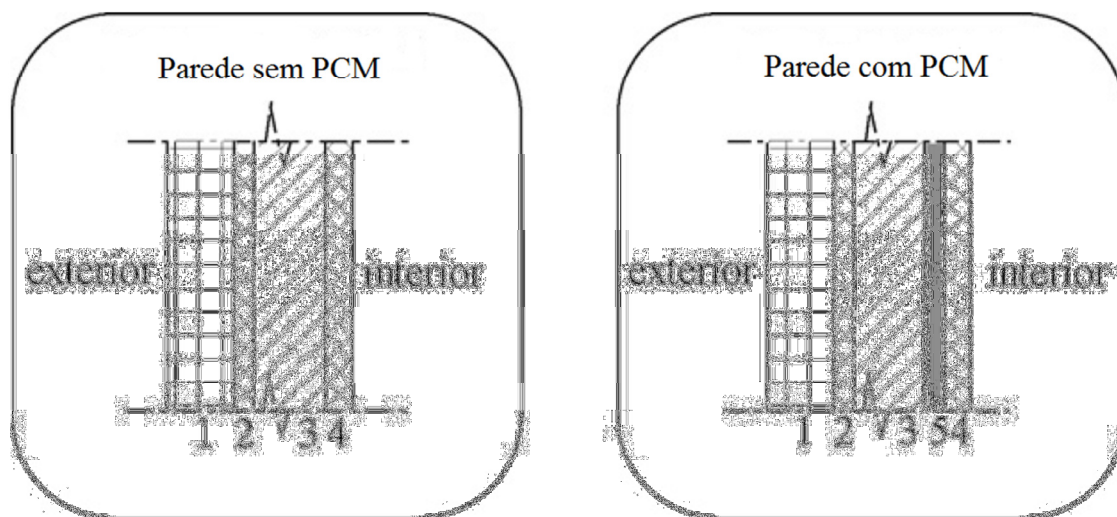 Parede sem PCM
exterior
interior
1 2 3 4
Parede com PCM
exterior
interior
1 2 3 5 4